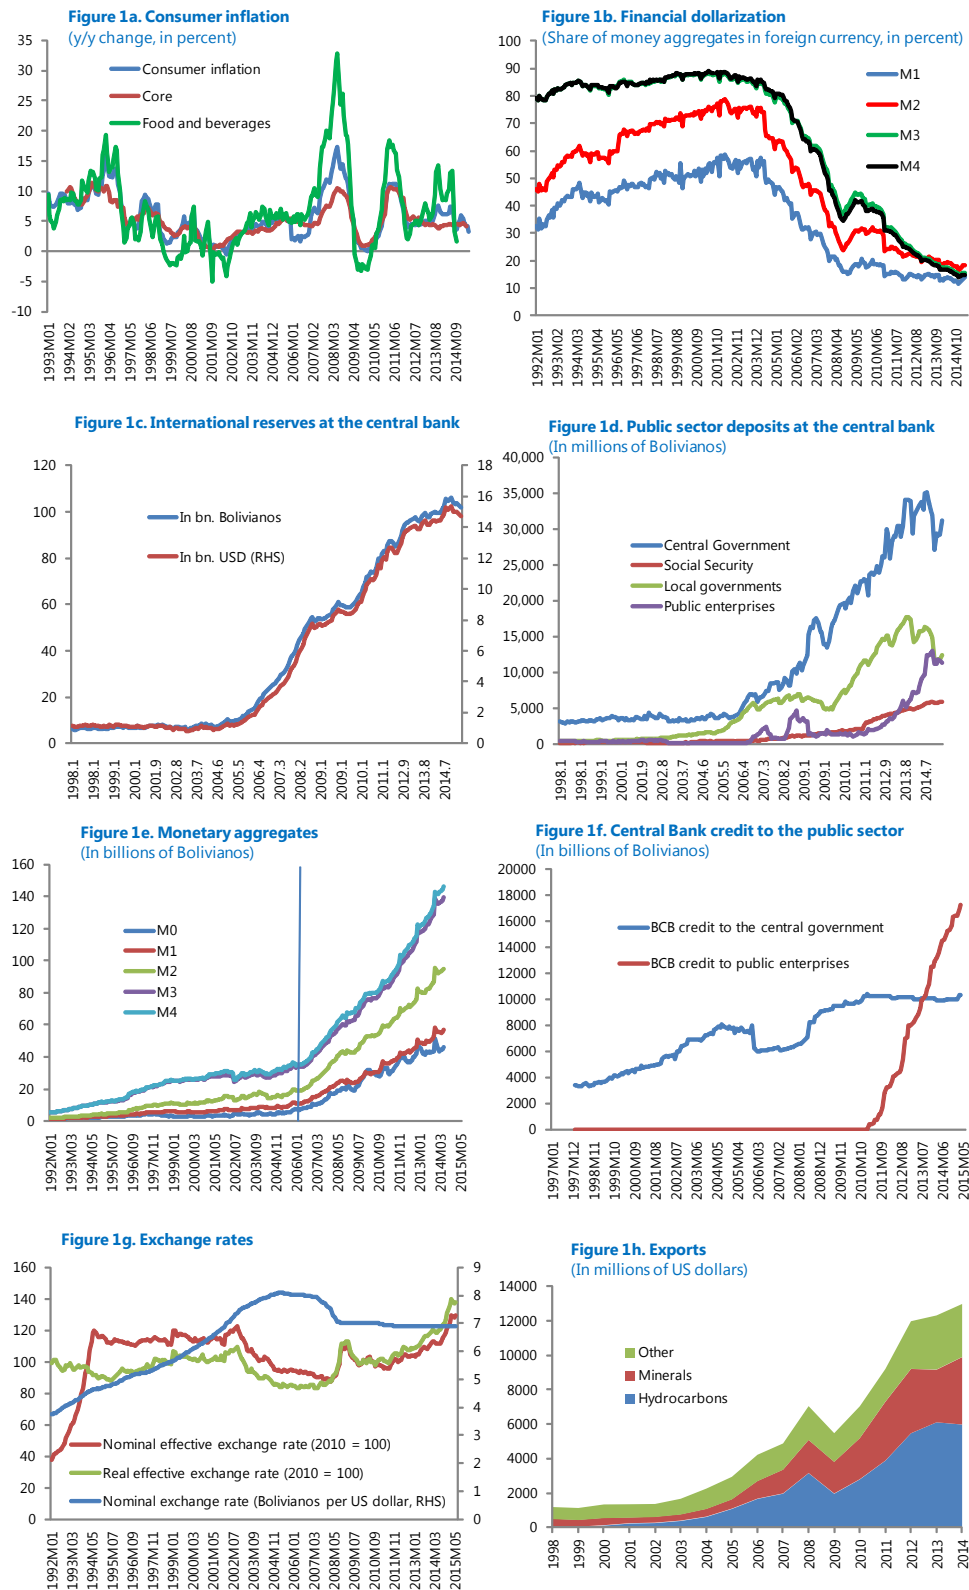 Figure 1a. Consumer inflation
(y/y change, in percent)
35
30
25
20
15
10
5
0
-5
-10
Consumer inflation
Core
Food and beverages
1993M01
1994M02
1995M03
1996M04
1997M05
1998M06
1999M07
2000M08
2001M09
2002M10
2003M11
2004M12
2006M01
2007M02
2008M03
2009M04
2010M05
2011M06
2012M07
2013M08
2014M09
Figure 1b. Financial dollarization
(Share of money aggregates in foreign currency, in percent)
100
90
80
70
60
50
40
30
20
10
0
M1
M2
M3
M4
1992M01
1993M02
1994M03
1995M04
1996M05
1997M06
1998M07
1999M08
2000M09
2001M10
2002M11
2003M12
2005M01
2006M02
2007M03
2008M04
2009M05
2010M06
2011M07
2012M08
2013M09
2014M10
Figure 1c. International reserves at the central bank
120
100
80
60
40
20
0
18
16
14
12
10
8
6
4
2
0
In bn. Bolivianos
In bn. USD (RHS)
1998.1
1998.1
1999.1
2000.1
2001.9
2002.8
2003.7
2004.6
2005.5
2006.4
2007.3
2008.2
2009.1
2009.1
2010.1
2011.1
2012.9
2013.8
2014.7
Figure 1d. Public sector deposits at the central bank
(In millions of Bolivianos)
40,000
35,000
30,000
25,000
20,000
15,000
10,000
5,000
0
Central Government
Social Security
Local governments
Public enterprises
1998.1
1998.1
1999.1
2000.1
2001.9
2002.8
2003.7
2004.6
2005.5
2006.4
2007.3
2008.2
2009.1
2009.1
2010.1
2011.1
2012.9
2013.8
2014.7
Figure 1e. Monetary aggregates
(In billions of Bolivianos)
160
140
120
100
80
60
40
20
0
M0
M1
M2
M3
M4
1992M01
1993M03
1994M05
1995M07
1996M09
1997M11
1999M01
2000M03
2001M05
2002M07
2003M09
2004M11
2006M01
2007M03
2008M05
2009M07
2010M09
2011M11
2013M01
2014M03
2015M05
Figure 1f. Central Bank credit to the public sector
(In billions of Bolivianos)
20000
18000
16000
14000
12000
10000
8000
6000
4000
2000
0
BCB credit to the central government
BCB credit to public enterprises
1997M01
1997M12
1998M11
1999M10
2000M09
2001M08
2002M07
2003M06
2004M05
2005M04
2006M03
2007M02
2008M01
2008M12
2009M11
2010M10
2011M09
2012M08
2013M07
2014M06
2015M05
Figure 1g. Exchange rates
160
140
120
100
80
60
40
20
0
9
8
7
6
5
4
3
2
1
0
Nominal effective exchange rate (2010 = 100)
Real effective exchange rate (2010 = 100)
Nominal exchange rate (Bolivianos per US dollar, RHS)
1992M01
1993M03
1994M05
1995M07
1996M09
1997M11
1999M01
2000M03
2001M05
2002M07
2003M09
2004M11
2006M01
2007M03
2008M05
2009M07
2010M09
2011M11
2013M01
2014M03
2015M05
Figure 1h. Exports
(In millions of US dollars)
14000
12000
10000
8000
6000
4000
2000
0
Other
Minerals
Hydrocarbons
1998
1999
2000
2001
2002
2003
2004
2005
2006
2007
2008
2009
2010
2011
2012
2013
2014